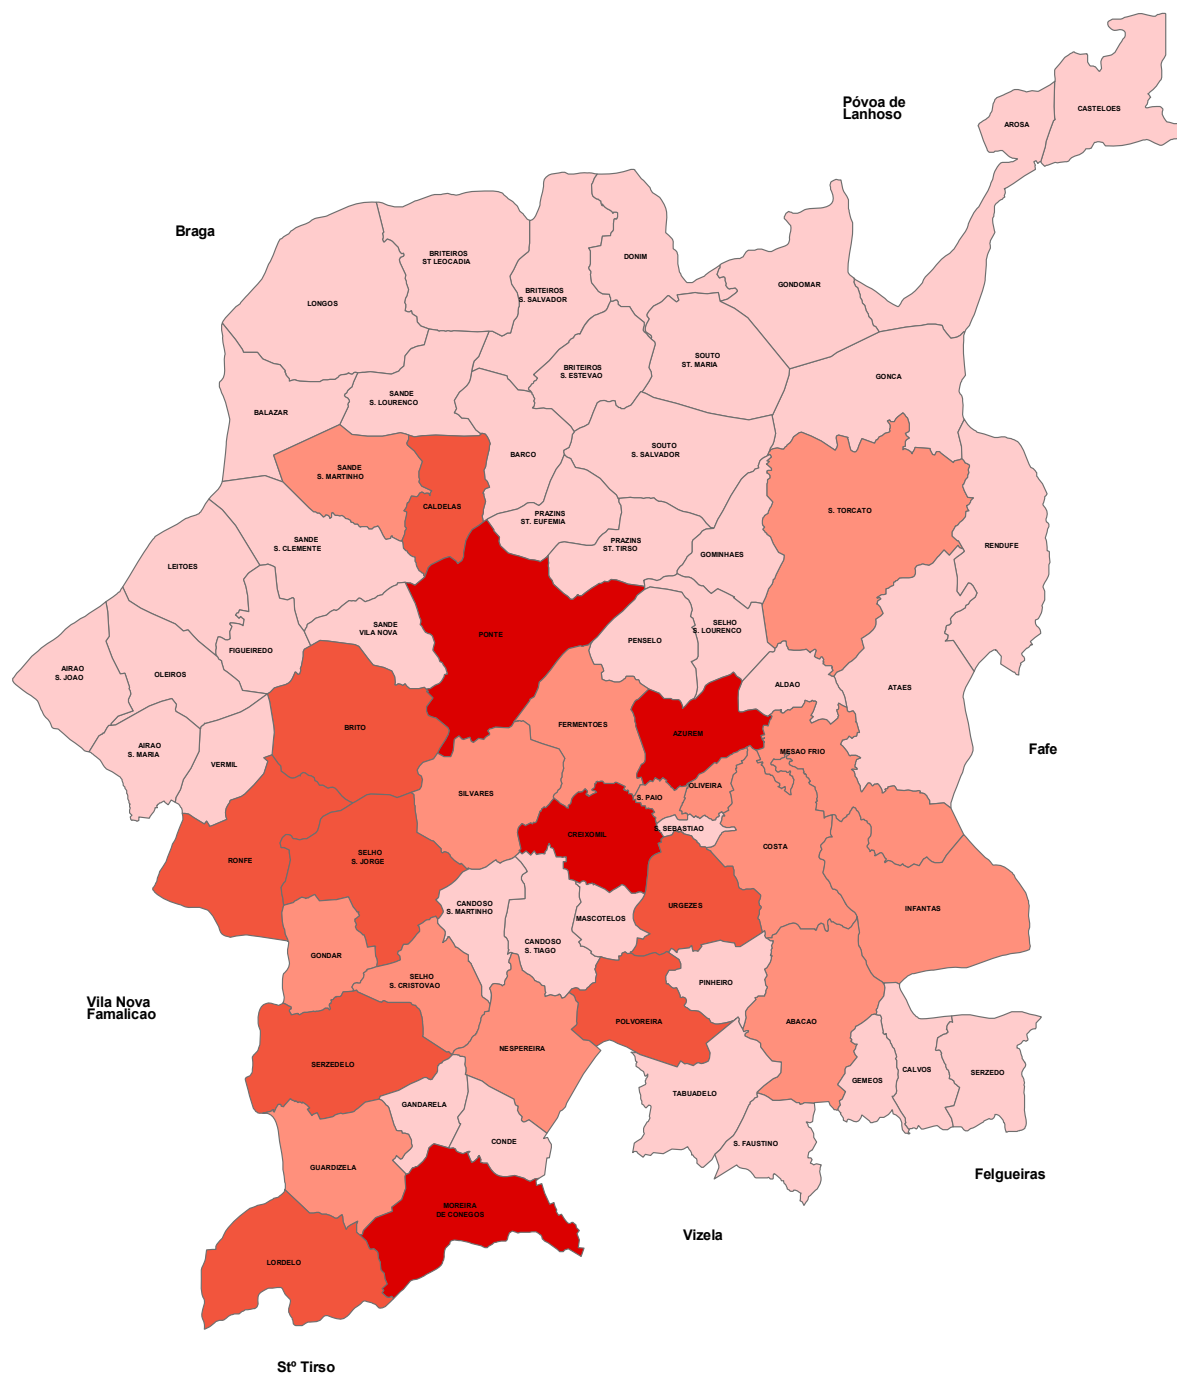 Póvoa de
Lanhoso
CASTELOES
AROSA
Braga
BRITEIROS
ST LEOCADIA
DONIM
GONDOMAR
BRITEIROS
S. SALVADOR
LONGOS
SOUTO
ST. MARIA
BRITEIROS
S. ESTEVAO
GONCA
SANDE
S. LOURENCO
BALAZAR
SOUTO
S. SALVADOR
BARCO
SANDE
S. MARTINHO
CALDELAS
S. TORCATO
PRAZINS
ST. EUFEMIA
PRAZINS
ST. TIRSO
SANDE
S. CLEMENTE
GOMINHAES
RENDUFE
LEITOES
SANDE
VILA NOVA
PONTE
PENSELO
SELHO
S. LOURENCO
FIGUEIREDO
AIRAO
S. JOAO
OLEIROS
ALDAO
ATAES
BRITO
FERMENTOES
AZUREM
AIRAO
S. MARIA
VERMIL
MESAO FRIO
Fafe
SILVARES
S. PAIO
OLIVEIRA
CREIXOMIL
S. SEBASTIAO
COSTA
RONFE
SELHO
S. JORGE
CANDOSO
S. MARTINHO
MASCOTELOS
URGEZES
INFANTAS
CANDOSO
S. TIAGO
GONDAR
SELHO
S. CRISTOVAO
PINHEIRO
Vila Nova
Famalicao
POLVOREIRA
ABACAO
NESPEREIRA
SERZEDELO
GEMEOS
CALVOS
SERZEDO
TABUADELO
GANDARELA
CONDE
S. FAUSTINO
GUARDIZELA
Felgueiras
MOREIRA
DE CONEGOS
Vizela
LORDELO
Stº Tirso